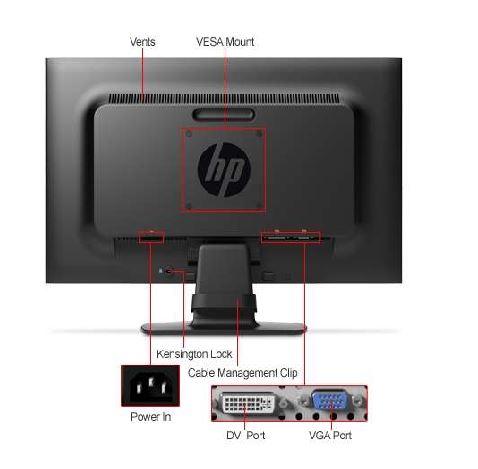 Vents
VESA Mount
hp
Kensington Lock
Cable Management Clip
Power In
DVI Port
VGA Port